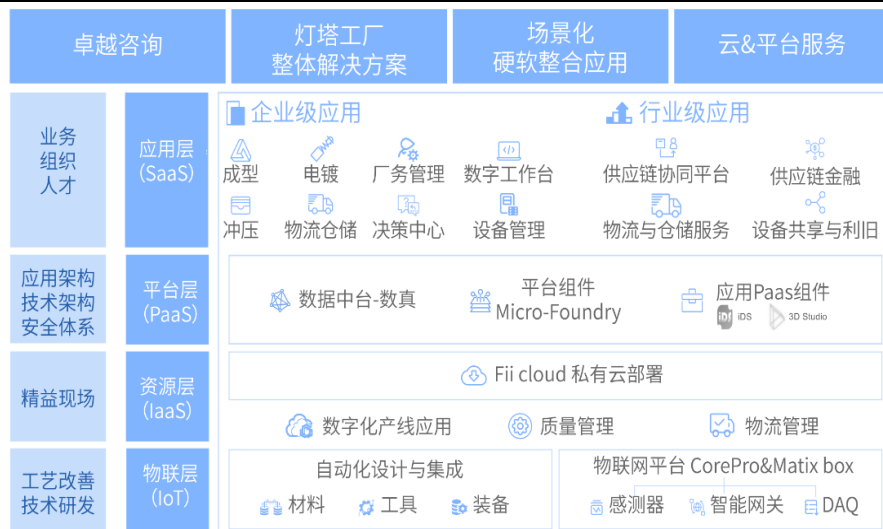 卓越咨询
灯塔工厂
整体解决方案
场景化
硬软整合应用
云&平台服务
业务
组织
人才
应用层
(SaaS)
企业级应用
行业级应用
成型
电镀
厂务管理
数字工作台
供应链协同平台
供应链金融
冲压
物流仓储
决策中心
设备管理
物流与仓储服务
设备共享与利旧
应用架构
技术架构
安全体系
平台层
(PaaS)
数据中台-数真
平台组件
Micro-Foundry
应用Paas组件
iDS
iDS
3D Studio
精益现场
资源层
(IaaS)
Fii cloud 私有云部署
数字化产线应用
质量管理
物流管理
工艺改善
技术研发
物联层
(IoT)
自动化设计与集成
材料
工具
装备
物联网平台 CorePro&Matix box
感测器
智能网关
DAQ